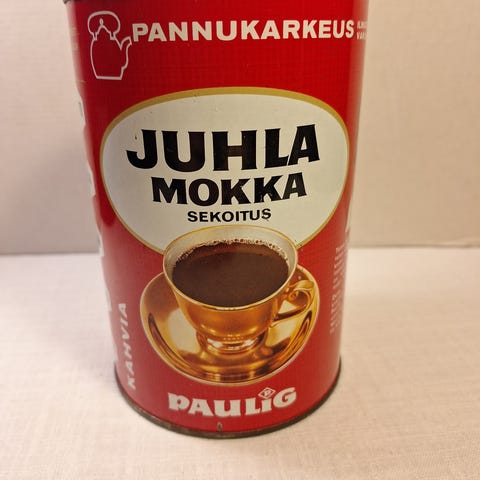 PANNUKARKEUS
JUHLA
MOKKA
SEKOITUS
KAHVIA
PAULIG